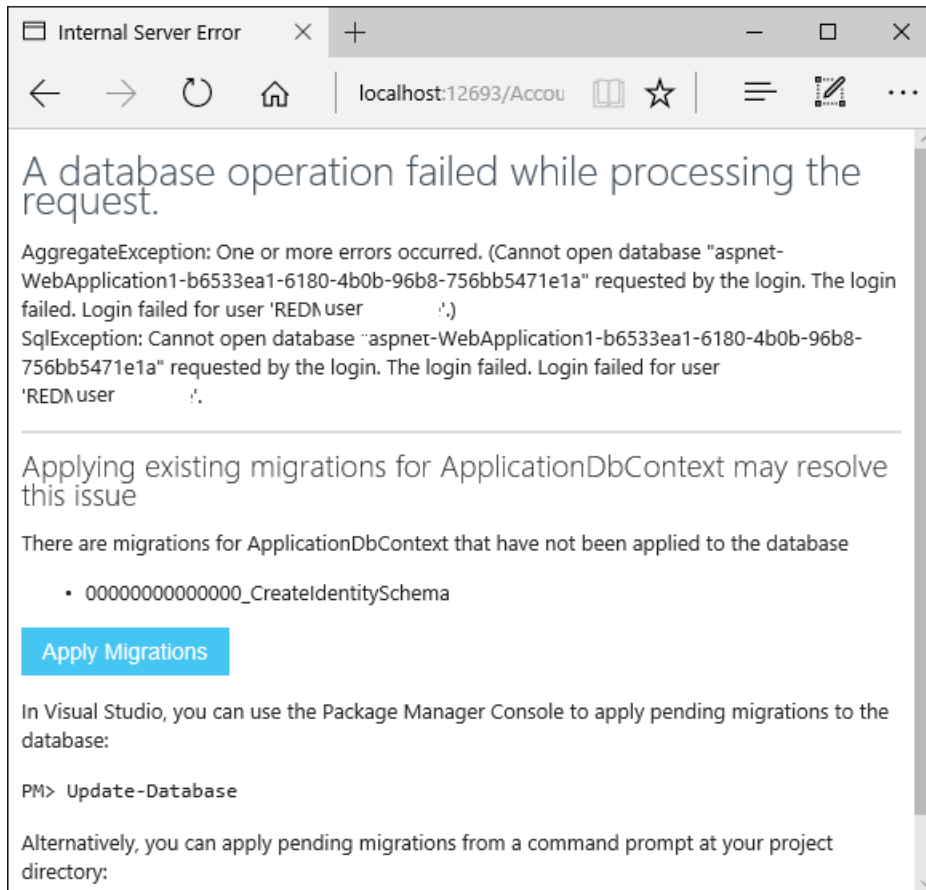 Internal Server Error
localhost:12693/Accou
A database operation failed while processing the
request.
AggregateException: One or more errors occurred. (Cannot open database "aspnet-
WebApplication1-b6533ea1-6180-4b0b-96b8-756bb5471e1a" requested by the login. The login
failed. Login failed for user 'REDM user '.)
SqlException: Cannot open database "aspnet-WebApplication1-b6533ea1-6180-4b0b-96b8-
756bb5471e1a" requested by the login. The login failed. Login failed for user
'REDM user '.
Applying existing migrations for ApplicationDbContext may resolve
this issue
There are migrations for ApplicationDbContext that have not been applied to the database
• 00000000000000_CreateIdentitySchema
Apply Migrations
In Visual Studio, you can use the Package Manager Console to apply pending migrations to the
database:
PM> Update-Database
Alternatively, you can apply pending migrations from a command prompt at your project
directory: